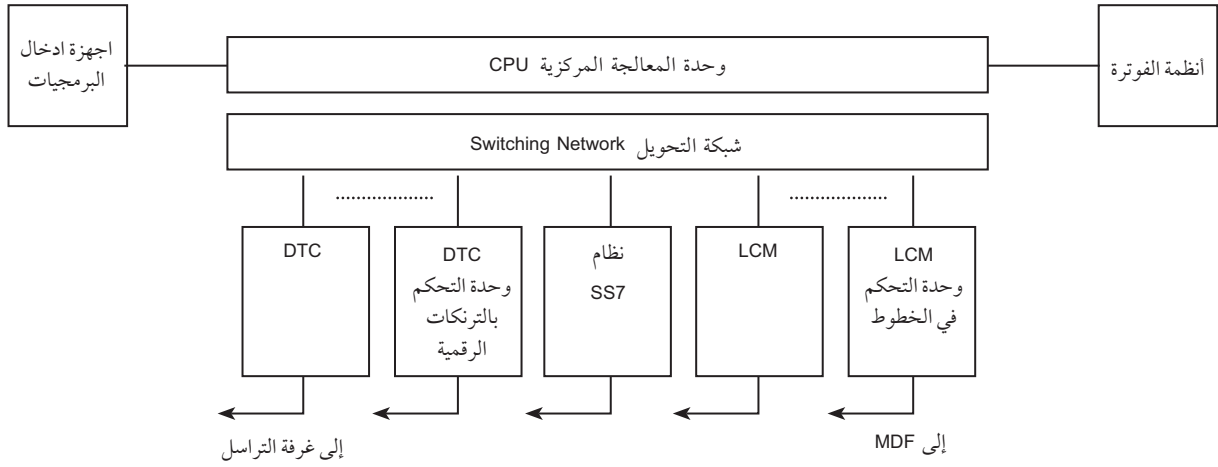 اجهزة ادخال
البرمجيات
وحدة المعالجة المركزية CPU
أنظمة الفوترة
شبكة التحويل Switching Network
....................
....................
LCM
وحدة التحكم
في الخطوط
LCM
نظام
SS7
DTC
وحدة التحكم
بالترنكات
الرقمية
DTC
إلى MDF
إلى غرفة التراسل